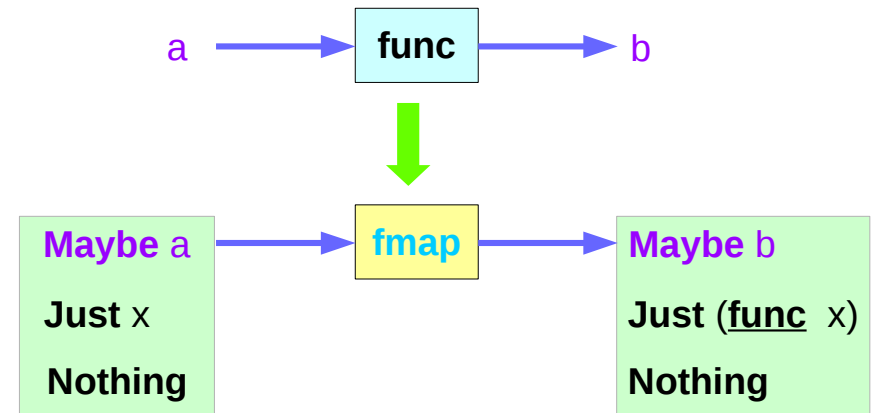 a func b
fmap
Maybe a
Just x
Nothing
Maybe b
Just (func x)
Nothing